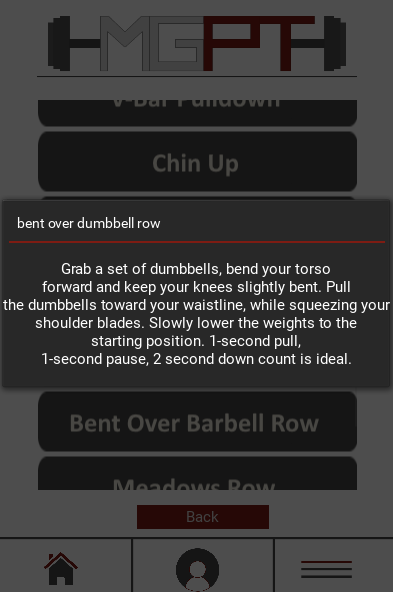 MGPT
V-Bar Pulldown
Chin Up
bent over dumbbell row
Grab a set of dumbbells, bend your torso
forward and keep your knees slightly bent. Pull
the dumbbells toward your waistline, while squeezing your
shoulder blades. Slowly lower the weights to the
starting position. 1-second pull,
1-second pause, 2 second down count is ideal.
Bent Over Barbell Row
Meadows Row
Back